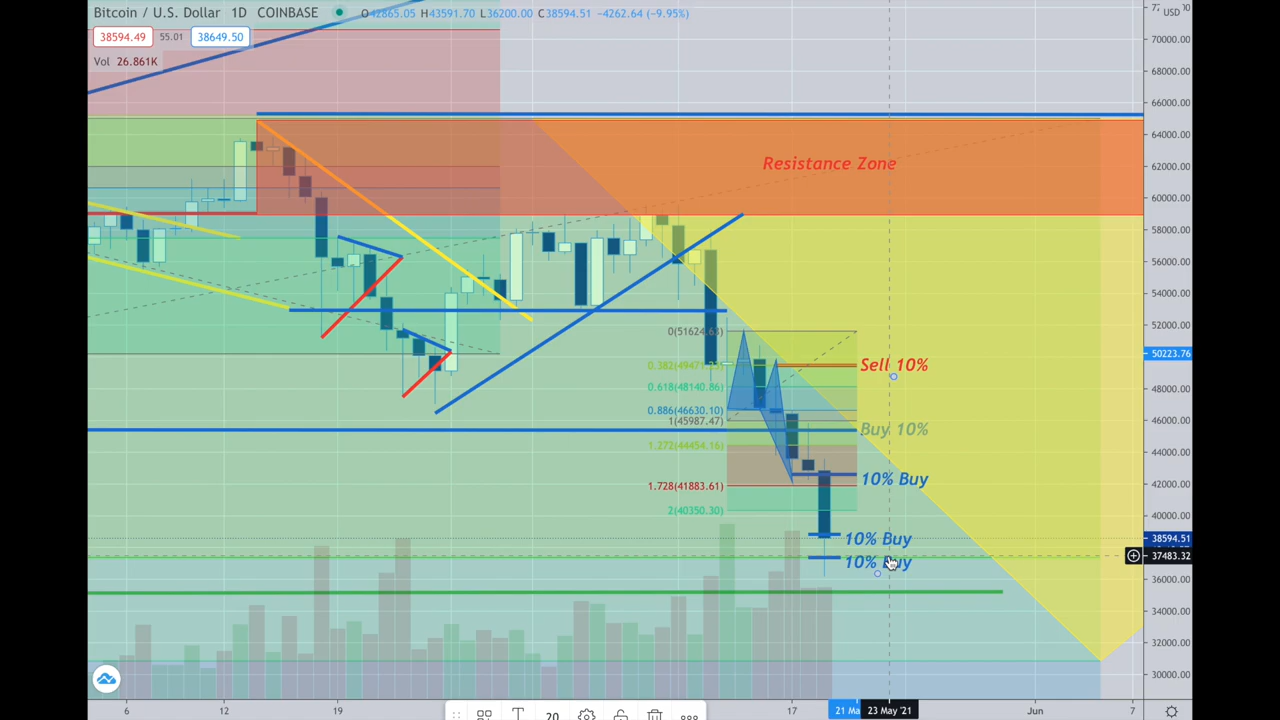 Bitcoin / U.S. Dollar 1D COINBASE O42865.05 H43591.70 L36200.00 C38594.51 −4262.64 (−9.95%)
38594.49 55.01 38649.50
Vol 26.861K
USD
70000.00
68000.00
66000.00
64000.00
62000.00
60000.00
58000.00
56000.00
54000.00
52000.00
50223.76
48000.00
46000.00
44000.00
42000.00
40000.00
38594.51
37483.32
36000.00
34000.00
32000.00
30000.00
Resistance Zone
0(51624.63)
0.382(49471.33)
0.618(48140.86)
0.886(46630.10)
1(45987.47)
1.272(44454.16)
1.728(41883.61)
2(40350.30)
Sell 10%
Buy 10%
10% Buy
10% Buy
10% Buy
6 12 19 17 21 Ma 23 May '21 Jun 7
20